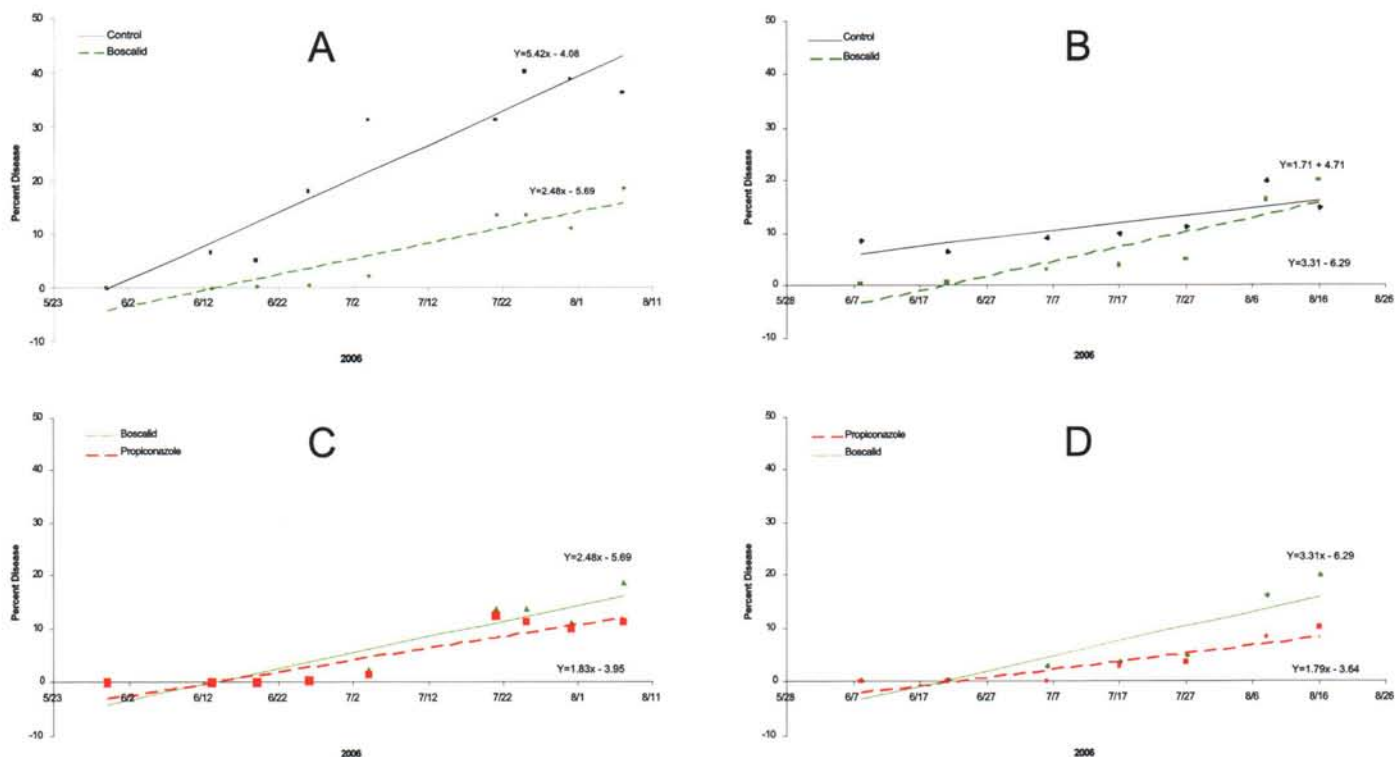 50
40
30
20
10
0
-10
Percent Disease
Control
Boscalid
A
Y=5.42x - 4.08
Y=2.48x - 5.69
5/23 6/2 6/12 6/22 7/2 7/12 7/22 8/1 8/11
2006
50
40
30
20
10
0
-10
Percent Disease
Control
Boscalid
B
Y=1.71 + 4.71
Y=3.31 - 6.29
5/28 6/7 6/17 6/27 7/7 7/17 7/27 8/6 8/16 8/26
2006
50
40
30
20
10
0
-10
Percent Disease
Boscalid
Propiconazole
C
Y=2.48x - 5.69
Y=1.83x - 3.95
5/23 6/2 6/12 6/22 7/2 7/12 7/22 8/1 8/11
2006
50
40
30
20
10
0
-10
Percent Disease
Propiconazole
Boscalid
D
Y=3.31x - 6.29
Y=1.79x - 3.64
5/28 6/7 6/17 6/27 7/7 7/17 7/27 8/6 8/16 8/26
2006